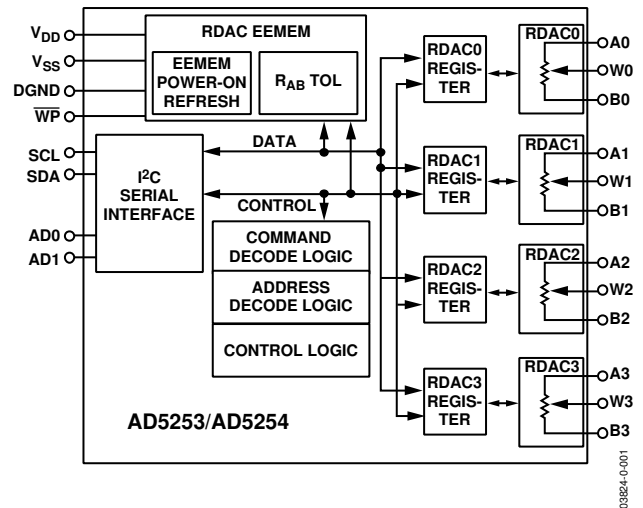 V_DD
V_SS
DGND
WP
SCL
SDA
AD0
AD1
RDAC EEMEM
EEMEM
POWER-ON
REFRESH
R_AB TOL
DATA
I²C
SERIAL
INTERFACE
CONTROL
COMMAND
DECODE LOGIC
ADDRESS
DECODE LOGIC
CONTROL LOGIC
AD5253/AD5254
RDAC0
REGIS-
TER
RDAC0
A0
W0
B0
RDAC1
REGIS-
TER
RDAC1
A1
W1
B1
RDAC2
REGIS-
TER
RDAC2
A2
W2
B2
RDAC3
REGIS-
TER
RDAC3
A3
W3
B3
03824-0-001